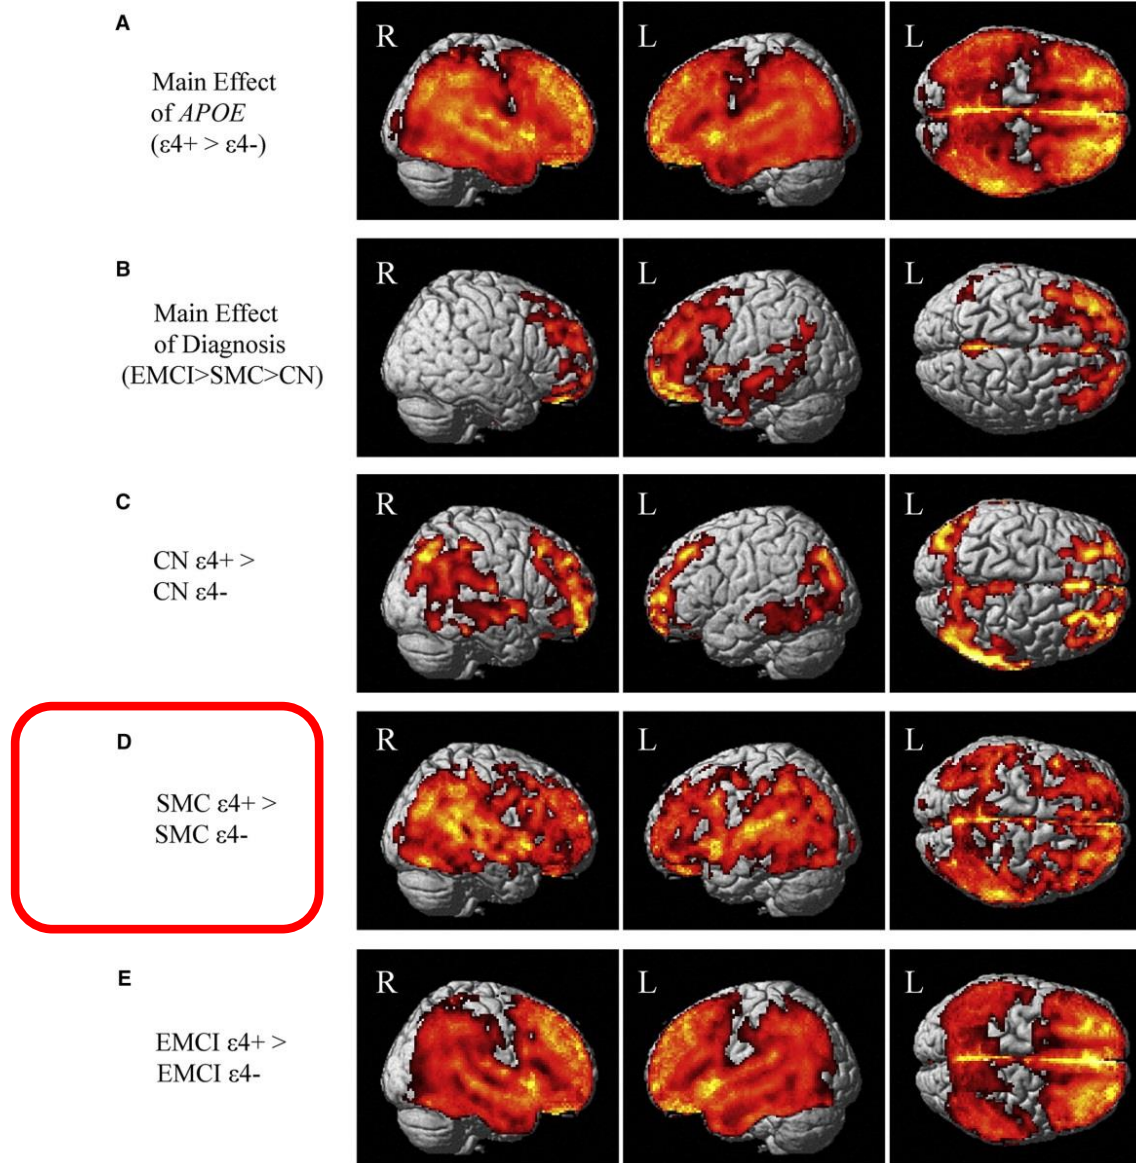 A
Main Effect
of APOE
(ε4+ > ε4-)
R
L
L
B
Main Effect
of Diagnosis
(EMCI>SMC>CN)
R
L
L
C
CN ε4+ >
CN ε4-
R
L
L
D
SMC ε4+ >
SMC ε4-
R
L
L
E
EMCI ε4+ >
EMCI ε4-
R
L
L